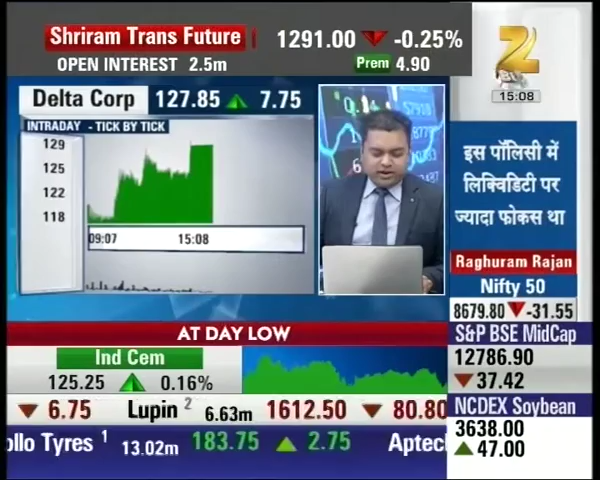 Shriram Trans Future
1291.00 -0.25%
OPEN INTEREST 2.5m
Prem 4.90
15:08
Delta Corp 127.85 7.75
INTRADAY - TICK BY TICK
129
125
122
118
09:07 15:08
इस पॉलिसी में
लिक्विडिटी पर
ज्यादा फोकस था
Raghuram Rajan
Nifty 50
8679.80 -31.55
AT DAY LOW
S&P BSE MidCap
12786.90
37.42
Ind Cem
125.25 0.16%
6.75 Lupin 2 6.63m 1612.50 80.80
NCDEX Soybean
3638.00
47.00
ollo Tyres 1 13.02m 183.75 2.75 Aptec